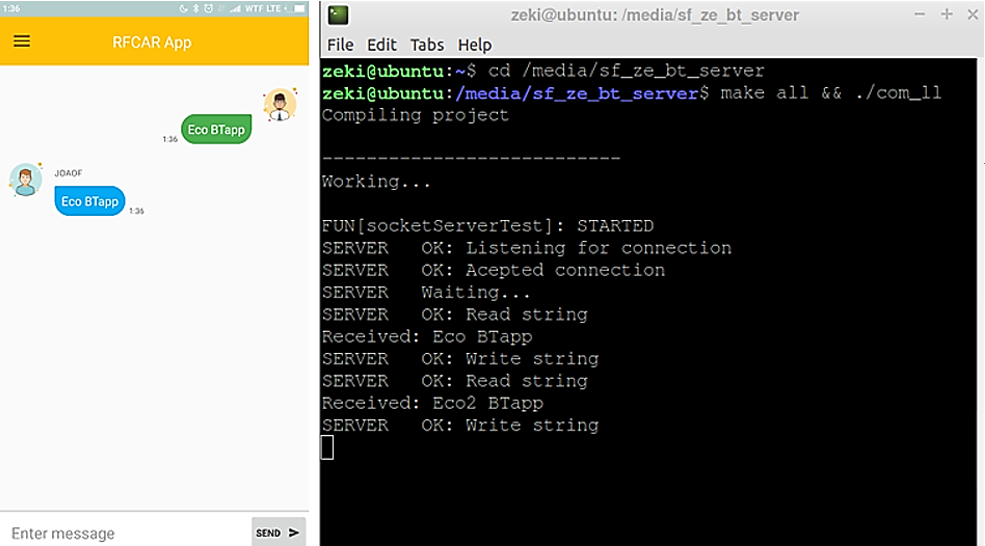 1:36
WTF LTE
RFCAR App
Eco BTapp
1:36
JOAOF
Eco BTapp
1:36
Enter message
SEND
zeki@ubuntu: /media/sf_ze_bt_server
File Edit Tabs Help
zeki@ubuntu:~$ cd /media/sf_ze_bt_server
zeki@ubuntu:/media/sf_ze_bt_server$ make all && ./com_ll
Compiling project
---------------------------
Working...
FUN[socketServerTest]: STARTED
SERVER OK: Listening for connection
SERVER OK: Acepted connection
SERVER Waiting...
SERVER OK: Read string
Received: Eco BTapp
SERVER OK: Write string
SERVER OK: Read string
Received: Eco2 BTapp
SERVER OK: Write string